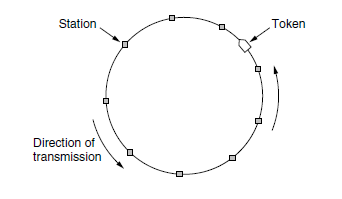 Station
Token
Direction of
transmission